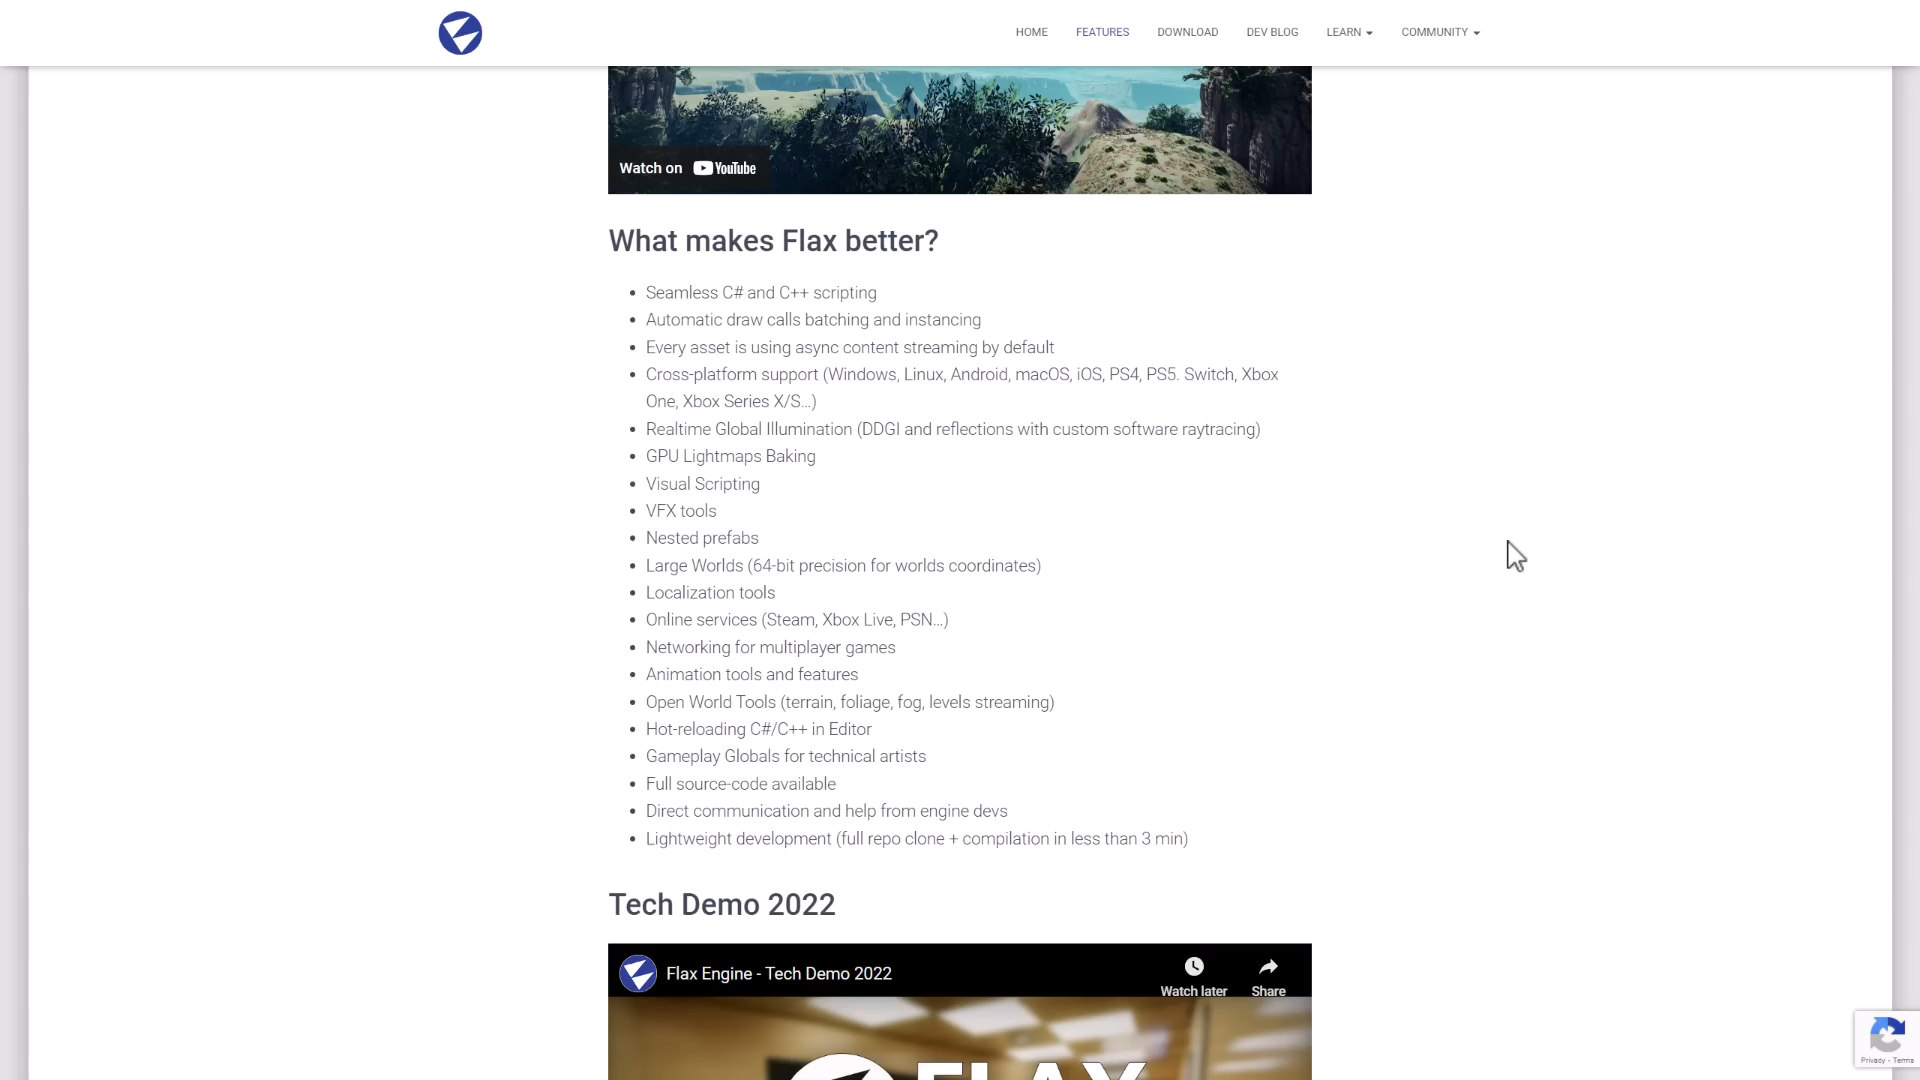 HOME FEATURES DOWNLOAD DEV BLOG LEARN COMMUNITY
Watch on YouTube
What makes Flax better?
Seamless C# and C++ scripting
Automatic draw calls batching and instancing
Every asset is using async content streaming by default
Cross-platform support (Windows, Linux, Android, macOS, iOS, PS4, PS5. Switch, Xbox
One, Xbox Series X/S...)
Realtime Global Illumination (DDGI and reflections with custom software raytracing)
GPU Lightmaps Baking
Visual Scripting
VFX tools
Nested prefabs
Large Worlds (64-bit precision for worlds coordinates)
Localization tools
Online services (Steam, Xbox Live, PSN...)
Networking for multiplayer games
Animation tools and features
Open World Tools (terrain, foliage, fog, levels streaming)
Hot-reloading C#/C++ in Editor
Gameplay Globals for technical artists
Full source-code available
Direct communication and help from engine devs
Lightweight development (full repo clone + compilation in less than 3 min)
Tech Demo 2022
Flax Engine - Tech Demo 2022
Watch later Share
FLAX
Privacy - Terms